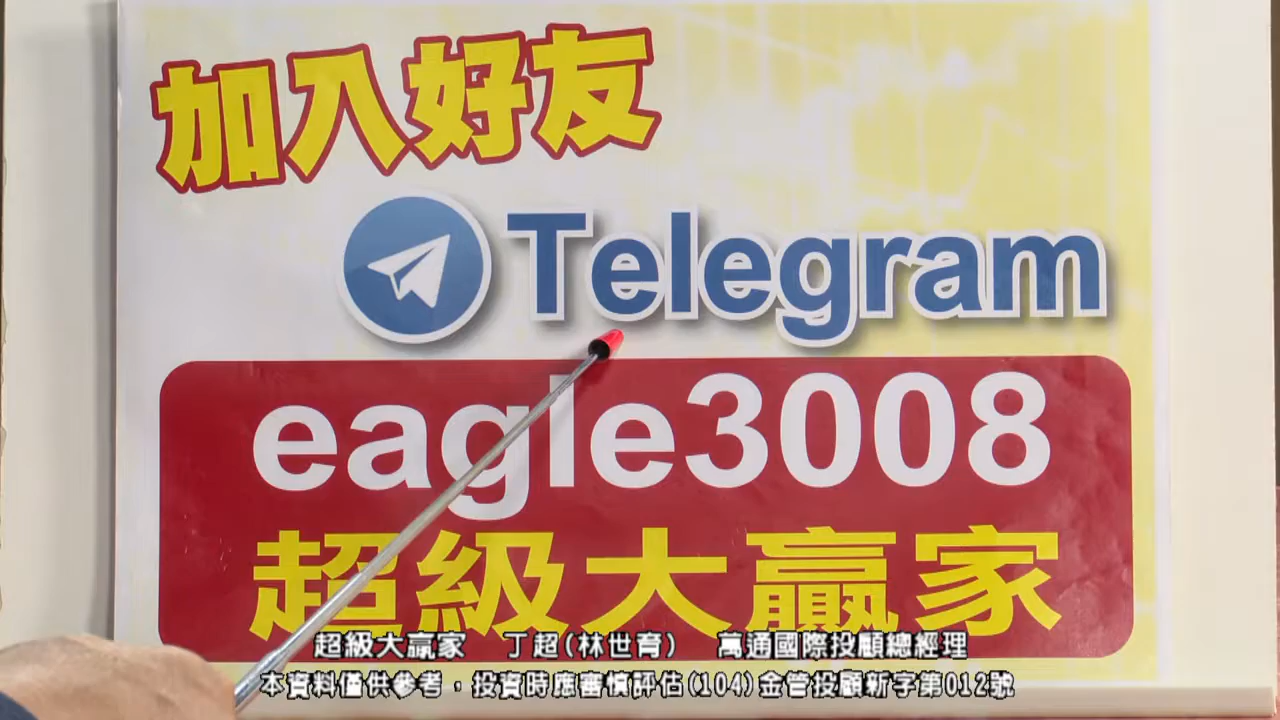 加入好友
Telegram
eagle3008
超級大贏家
超級大贏家 丁超(林世育) 萬通國際投顧總經理
本資料僅供參考，投資時應審慎評估(104)金管投顧新字第012號